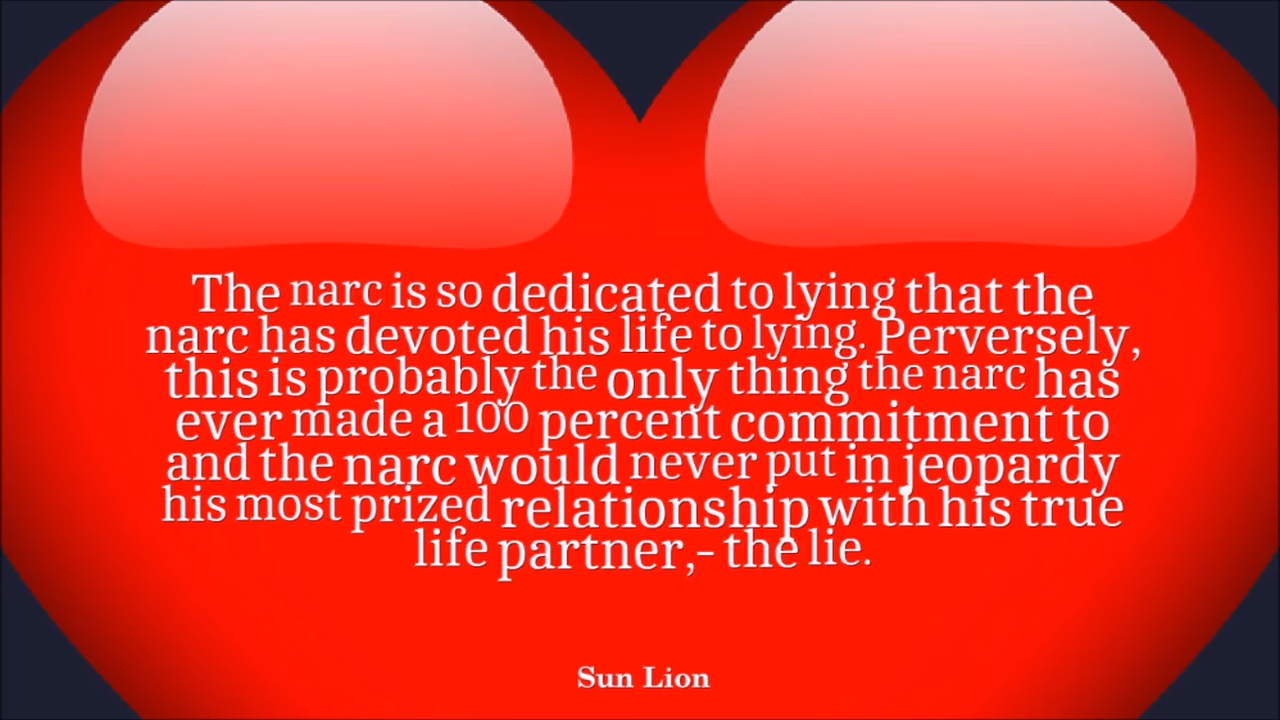 The narc is so dedicated to lying that the
narc has devoted his life to lying. Perversely,
this is probably the only thing the narc has
ever made a 100 percent commitment to
and the narc would never put in jeopardy
his most prized relationship with his true
life partner,- the lie.
Sun Lion